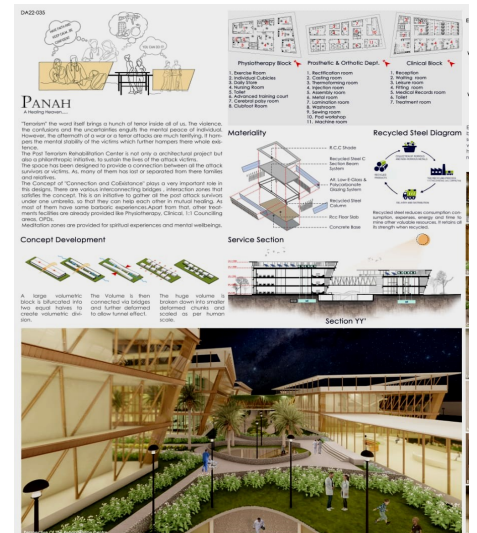 DA22-035
PANAH
A Healing Heaven.....
"Terrorism" the word itself brings a hunch of terror inside all of us. The violence,
the confusions and the uncertainties engulfs the mental peace of individual.
However, the aftermath of a war or a terror attacks are much terrifying. It ham-
pers the mental stability of the victims which further hampers there whole exis-
tence.
The Post Terrorism Rehabilitation Center is not only a architectural project but
also a philanthropic initiative, to sustain the lives of the attack victims.
The space has been designed to provide a connection between all the attack
survivors or victims. As, many of them has lost or separated from there families
and relatives.
The Concept of "Connection and CoExistance" plays a very important role in
this designs. There are various interconnecting bridges , interaction zones that
satisfies the concept. This is an initiative to gather all the post attack survivors
under one umbrella, so that they can help each other in mutual healing. As
most of them have same barbaric experiences.Apart from that, other treat-
ments facilities are already provided like Physiotherapy, Clinical, 1:1 Councilling
areas, OPDs.
Meditation zones are provided for spiritual experiences and mental wellbeings.
Concept Development
A large volumetric
block is bifurcated into
two equal halves to
create volumetric divi-
sion.
The Volume is then
connected via bridges
and further deformed
to allow tunnel effect.
The huge volume is
broken down into smaller
deformed chunks and
scaled as per human
scale.
Physiotherapy Block
1. Exercise Room
2. Individual Cubicles
3. Daily Store
4. Nursing Room
5. Toilet
6. Advanced training court
7. Cerebral palsy room
8. Clubfoot Room
Prosthetic & Orthotic Dept.
1. Rectification room
2. Casting room
3. Thermoforming room
4. Injection room
5. Assembly room
6. Metal room
7. Lamination room
8. Washroom
9. Sewing room
10. Foot workshop
11. Machine room
Clinical Block
1. Reception
2. Waiting room
3. Leisure room
4. Fitting room
5. Medical Records room
6. Toilet
7. Treatment room
Materiality
R.C.C Shades
Recycled Steel C
Section Beam
System
Alt. Low-E Glass &
Polycarbonate
Glazing System
Recycled Steel
Column
Rcc Floor Slab
Concrete Base
Recycled Steel Diagram
Recycled steel reduces consumption con-
sumption, expenses, energy and time to
mine other valuable resources. It retains all
its strength when recycled.
Service Section
Section YY'